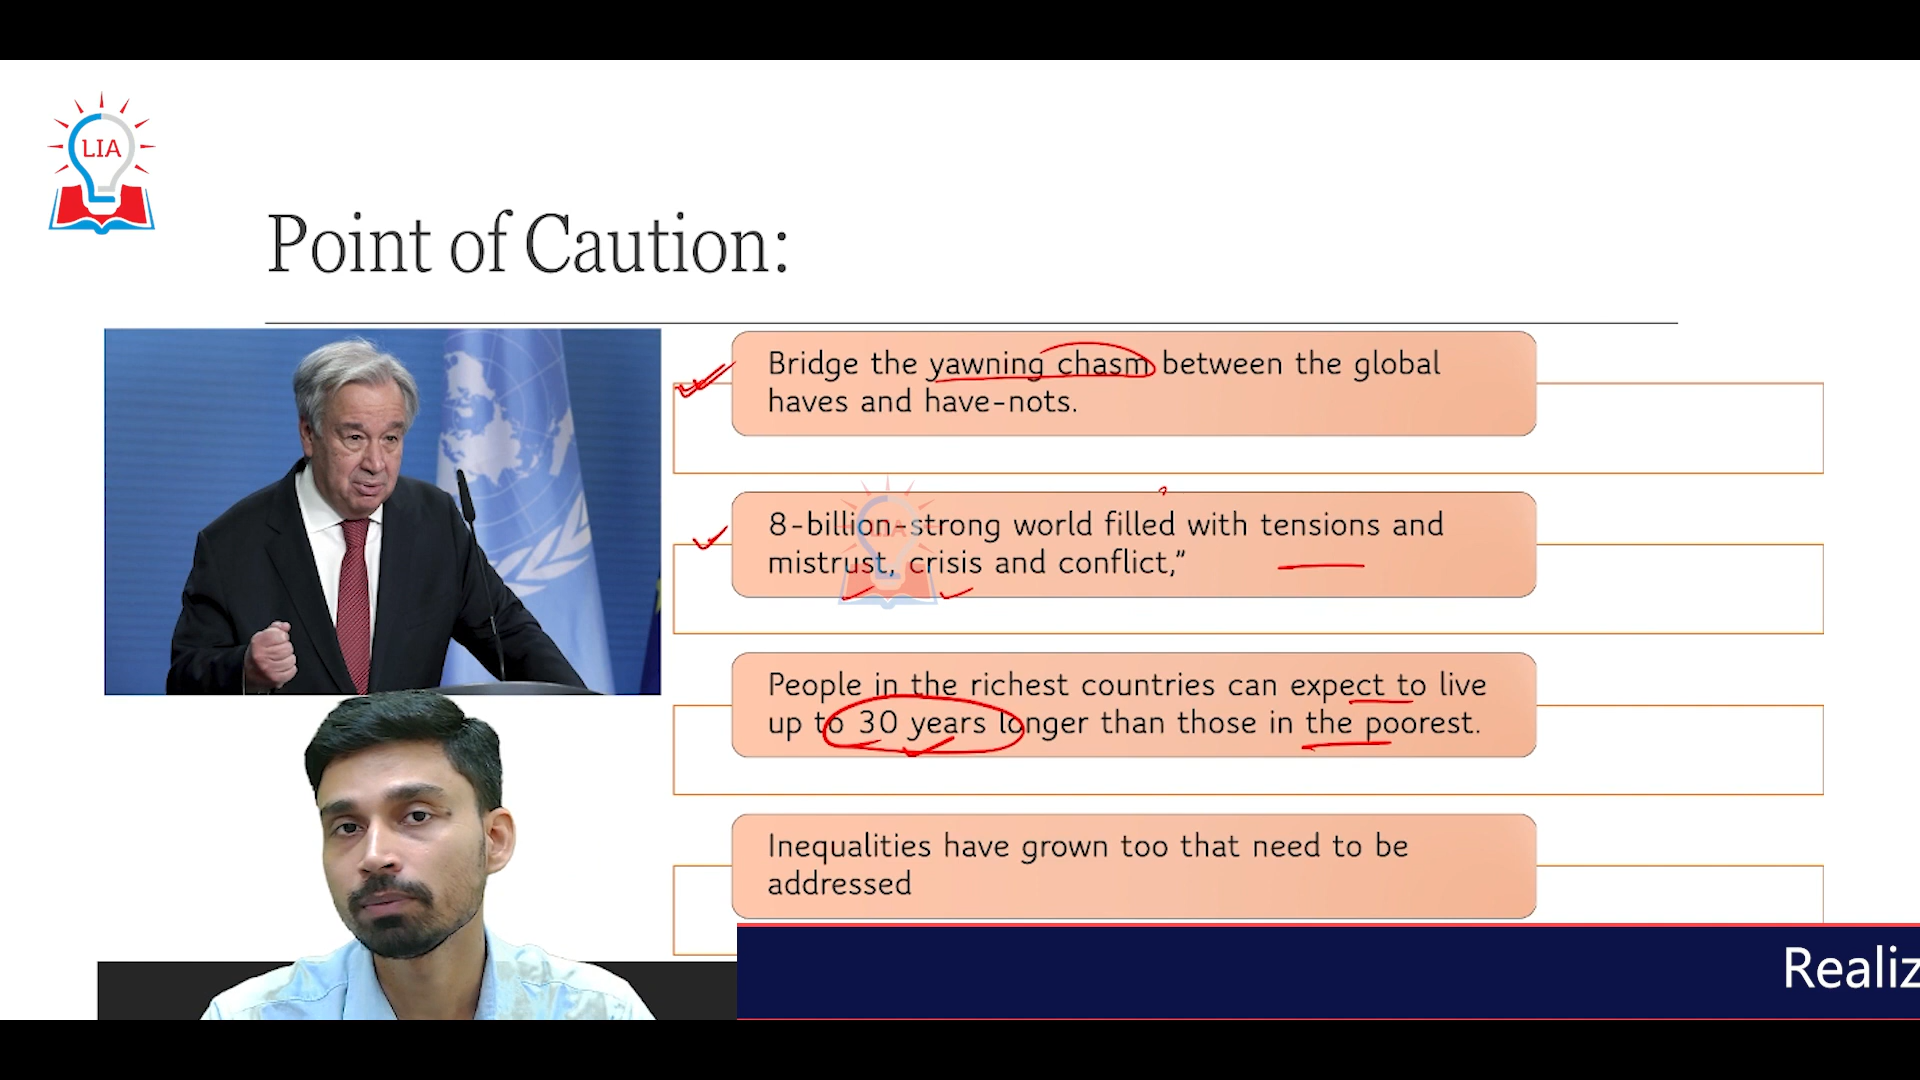 LIA
Point of Caution:
Bridge the yawning chasm between the global
haves and have-nots.
8-billion-strong world filled with tensions and
mistrust, crisis and conflict,”
People in the richest countries can expect to live
up to 30 years longer than those in the poorest.
Inequalities have grown too that need to be
addressed
LIA
Realiz